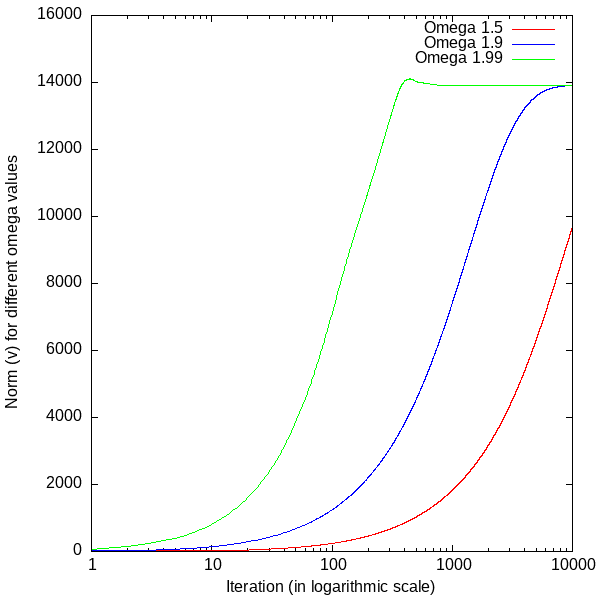 16000
14000
12000
10000
8000
6000
4000
2000
0
Omega 1.5
Omega 1.9
Omega 1.99
Norm (v) for different omega values
1 10 100 1000 10000
Iteration (in logarithmic scale)